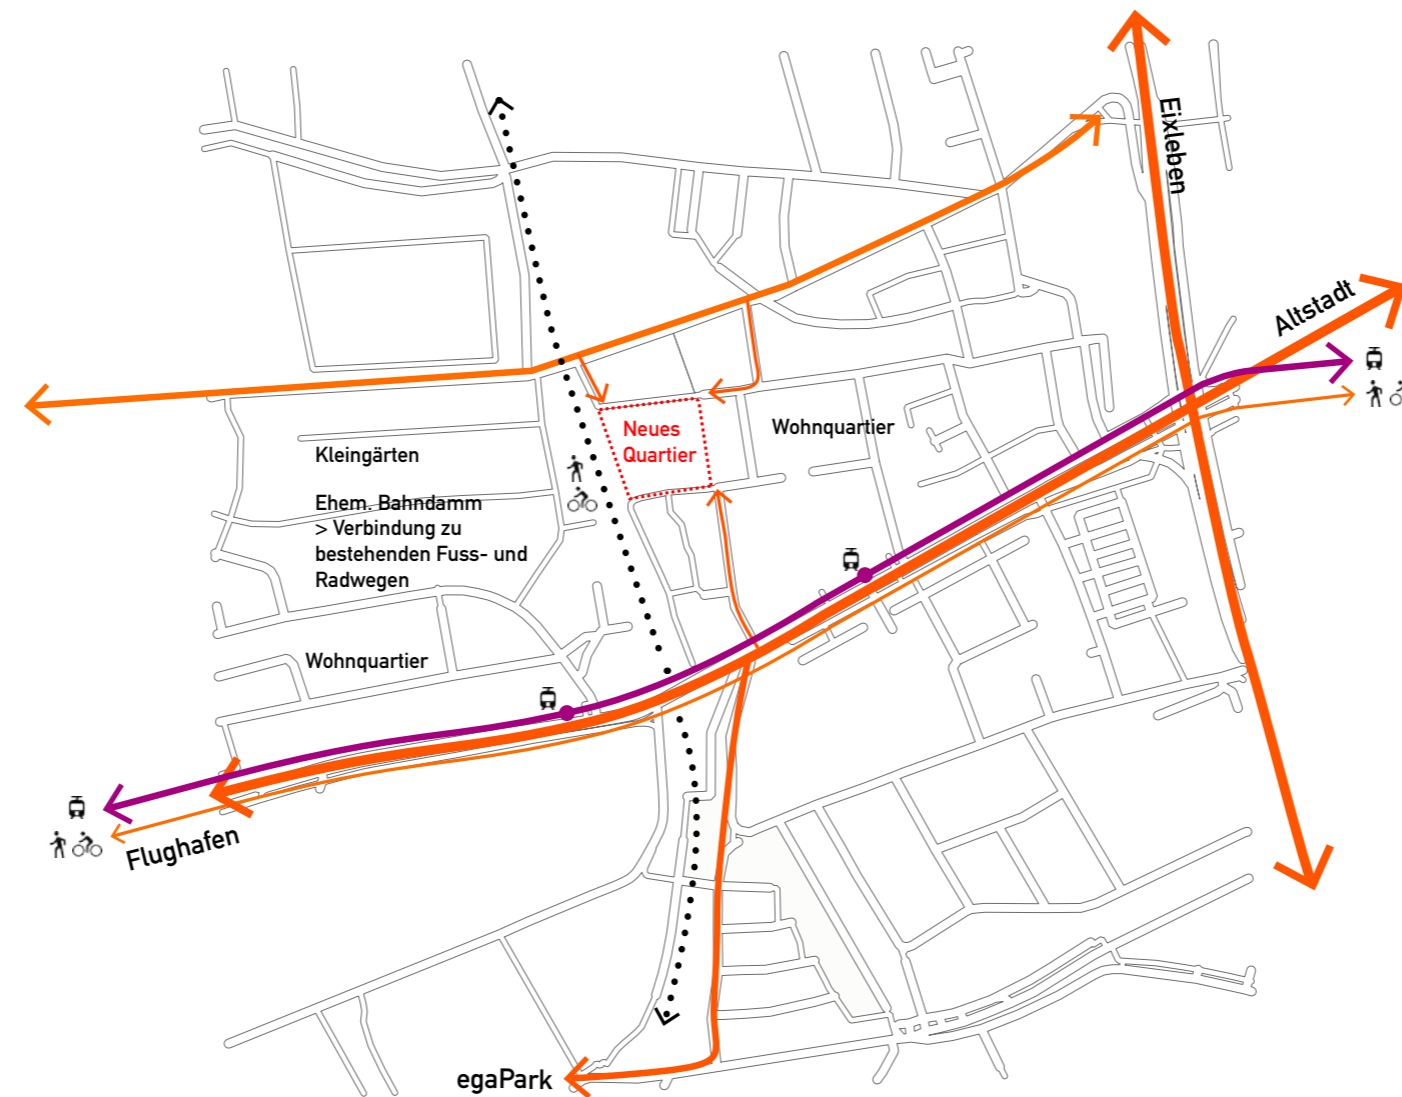 Eixleben
Altstadt
Neues
Quartier
Wohnquartier
Kleingärten
Ehem. Bahndamm
> Verbindung zu
bestehenden Fuss- und
Radwegen
Wohnquartier
Flughafen
egaPark